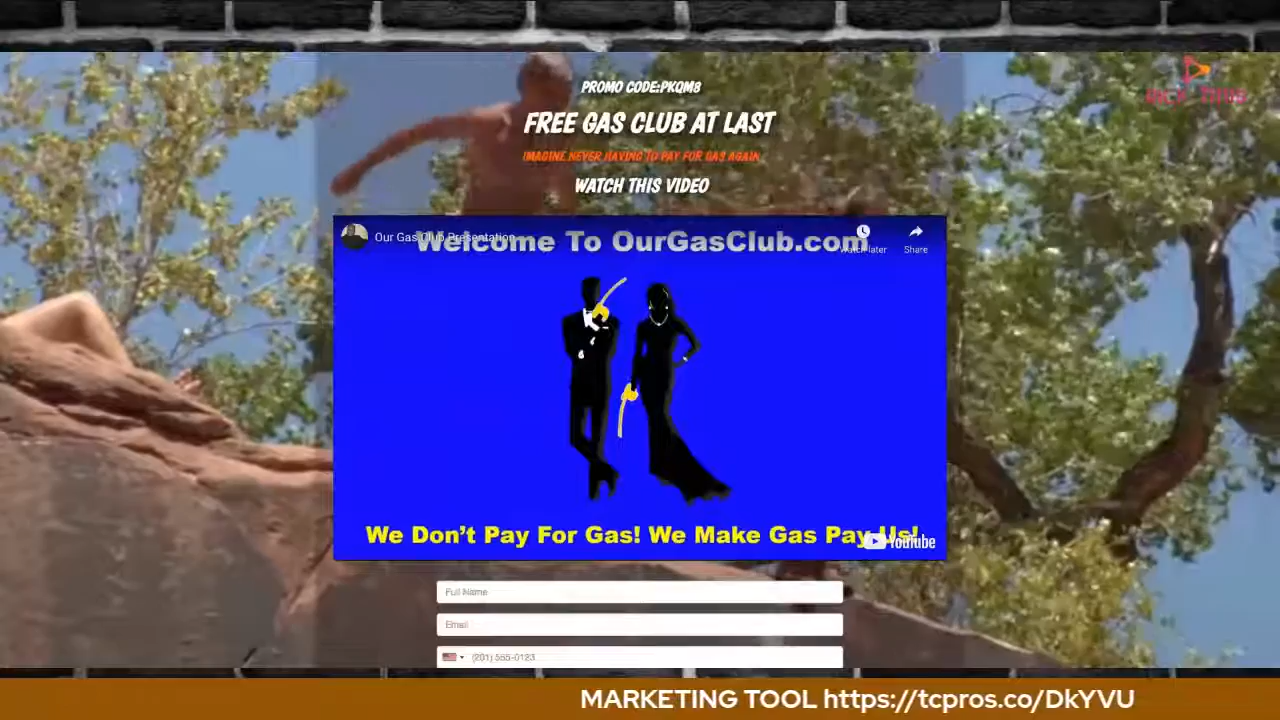 PROMO CODE:PKQM8
FREE GAS CLUB AT LAST
IMAGINE NEVER HAVING TO PAY FOR GAS AGAIN
WATCH THIS VIDEO
Our Gas Club Presentation
Welcome To OurGasClub.com
Watch later
Share
We Don't Pay For Gas! We Make Gas Pay Us!
YouTube
Full Name
Email
(201) 555-0123
MARKETING TOOL https://tcpros.co/DkYVU